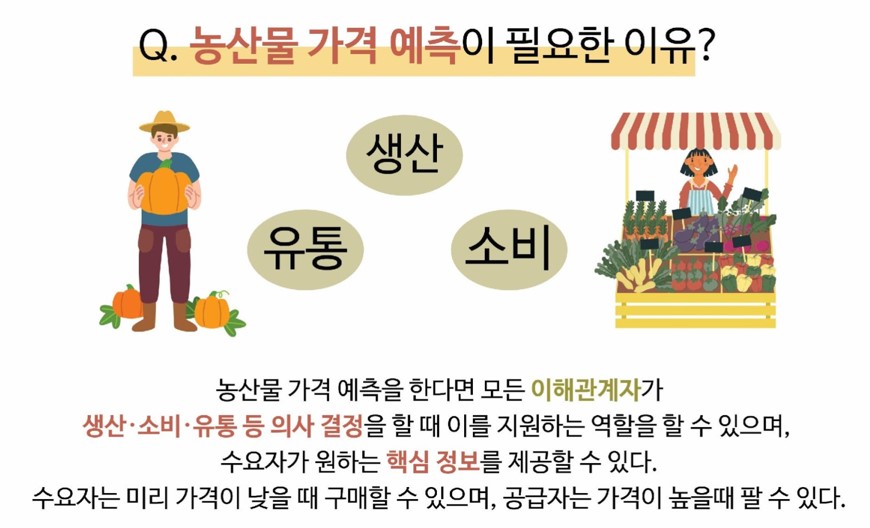 Q. 농산물 가격 예측이 필요한 이유?
생산
유통
소비
농산물 가격 예측을 한다면 모든 이해관계자가
생산·소비·유통 등 의사 결정을 할 때 이를 지원하는 역할을 할 수 있으며,
수요자가 원하는 핵심 정보를 제공할 수 있다.
수요자는 미리 가격이 낮을 때 구매할 수 있으며, 공급자는 가격이 높을때 팔 수 있다.